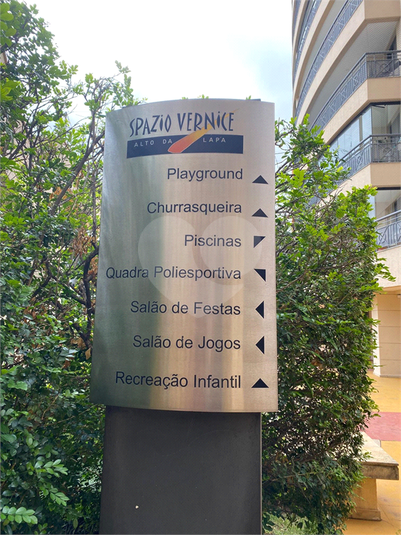 SPAZIO VERNICE
ALTO DA LAPA
Playground
Churrasqueira
Piscinas
Quadra Poliesportiva
Salão de Festas
Salão de Jogos
Recreação Infantil